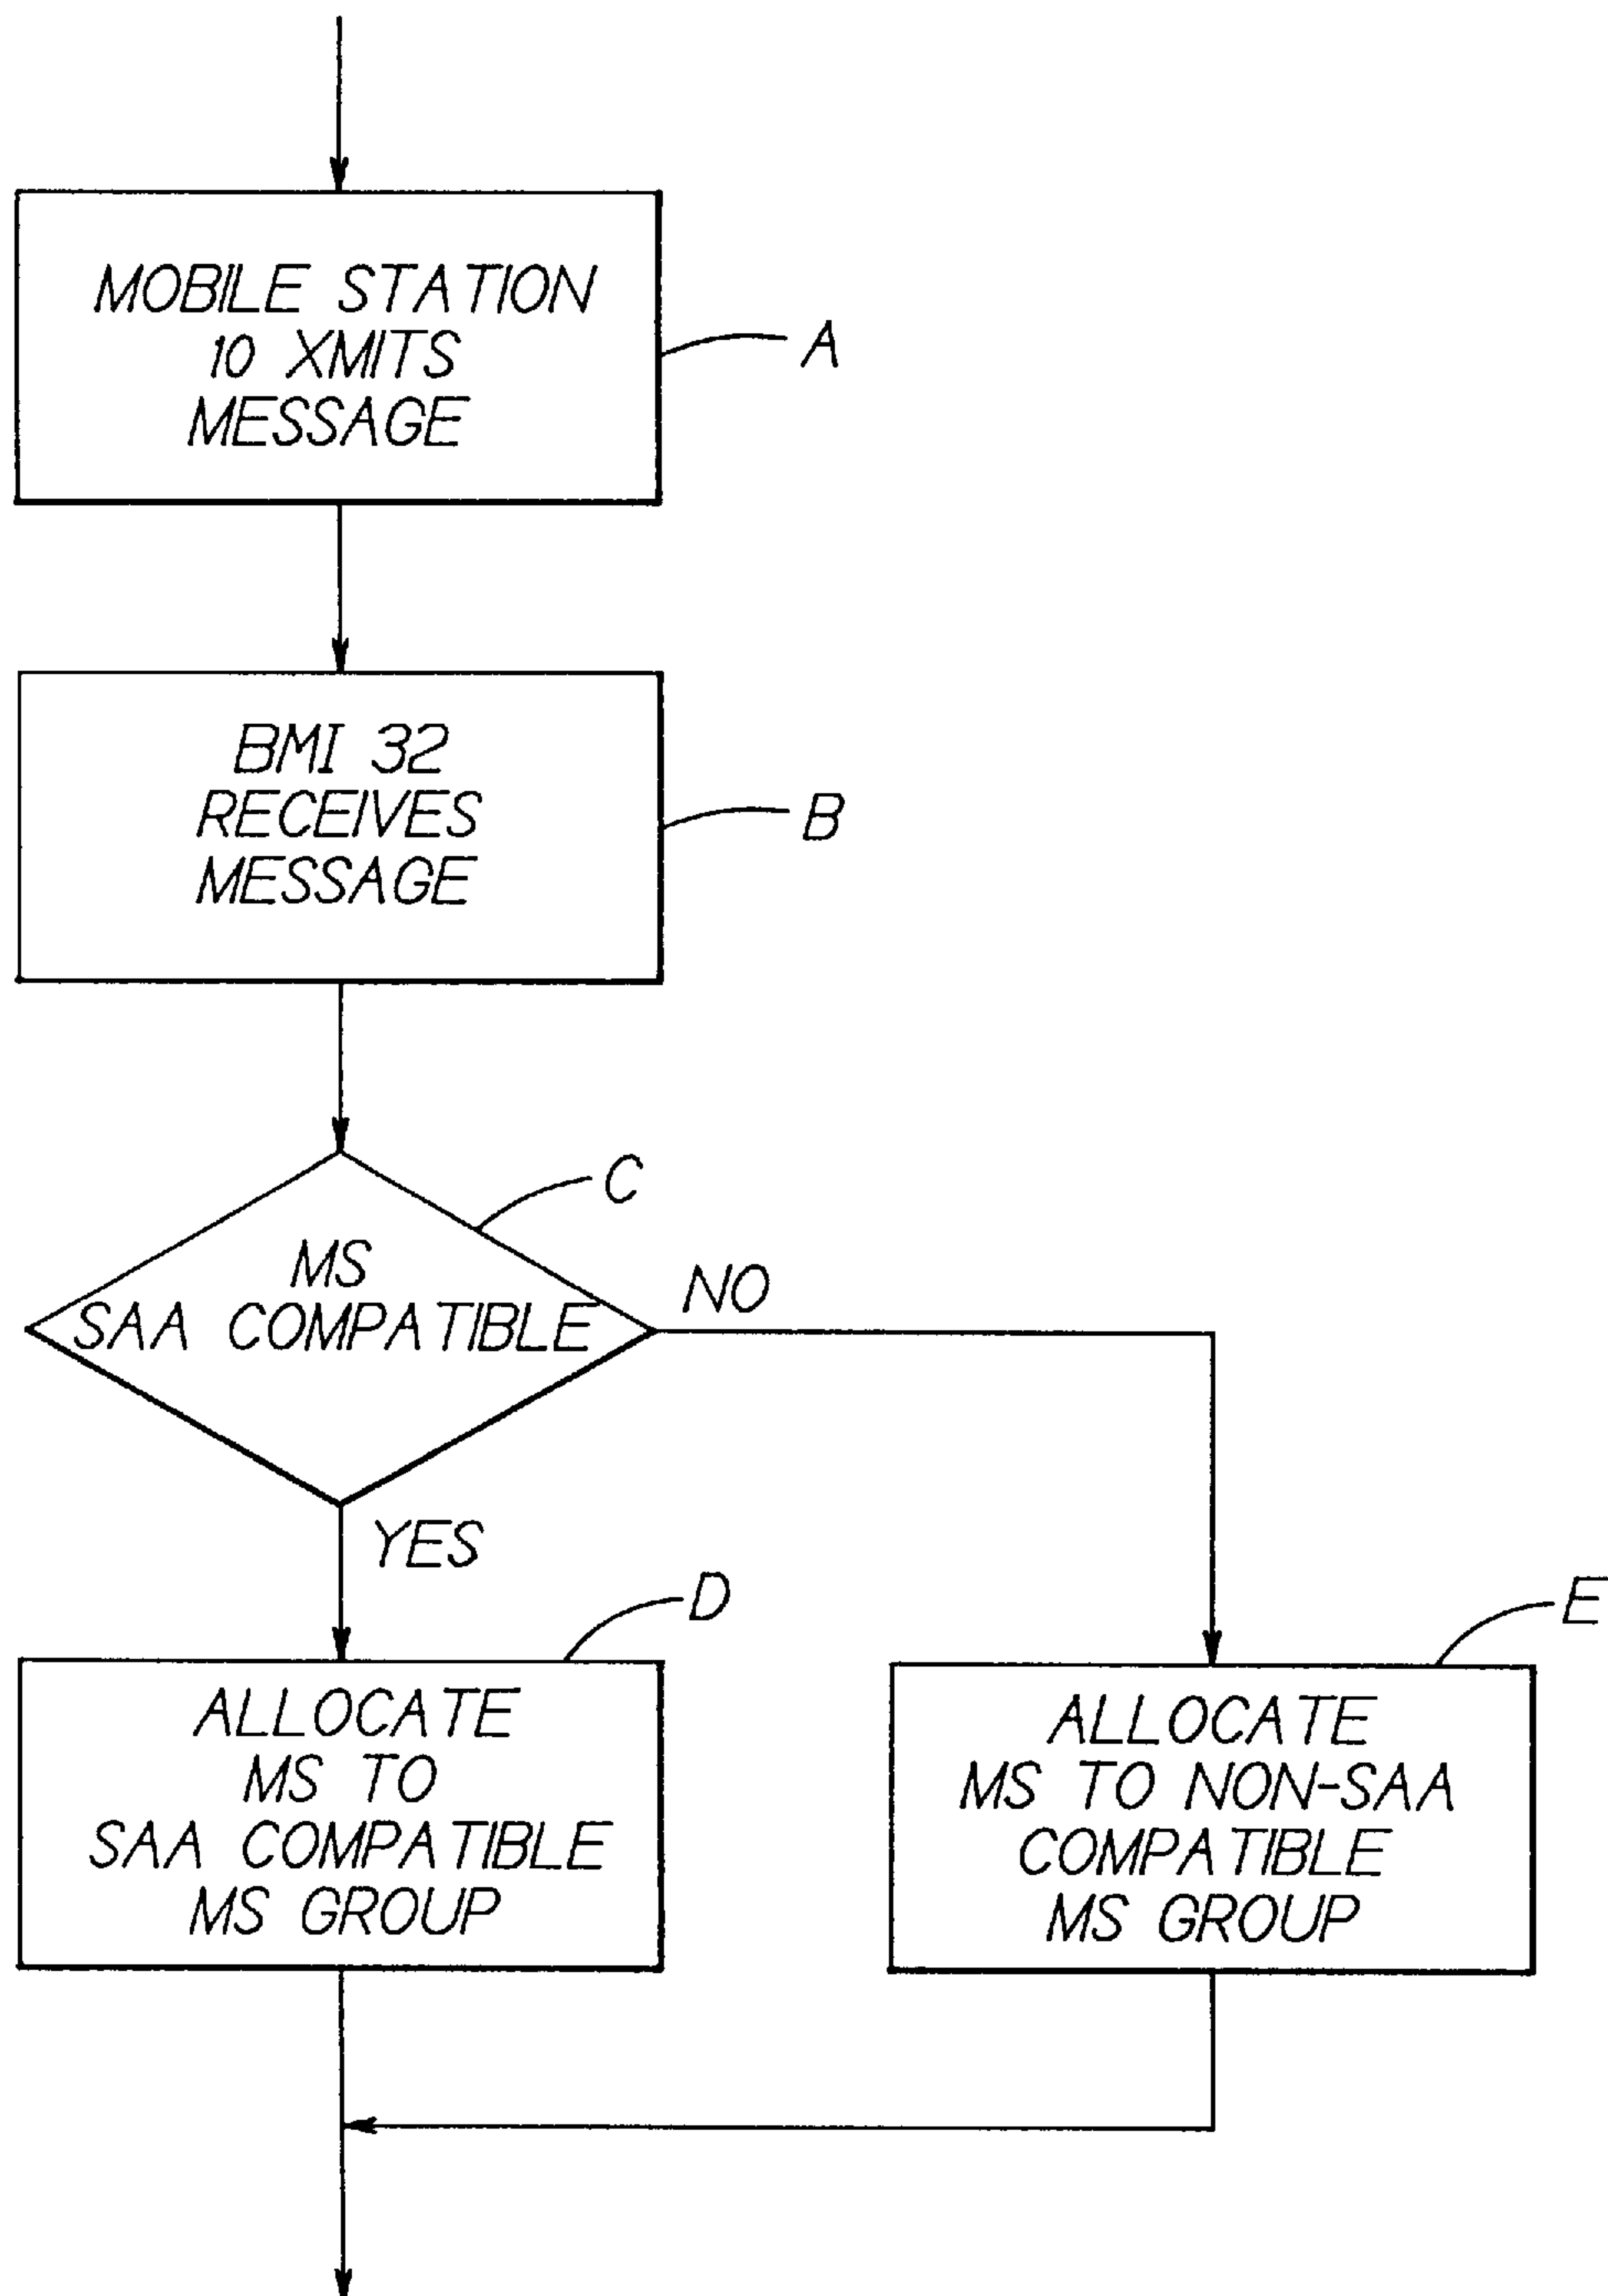 MOBILE STATION
10 XMITS
MESSAGE
A
BMI 32
RECEIVES
MESSAGE
B
C
MS
SAA COMPATIBLE
NO
YES
D
E
ALLOCATE
MS TO
SAA COMPATIBLE
MS GROUP
ALLOCATE
MS TO NON-SAA
COMPATIBLE
MS GROUP